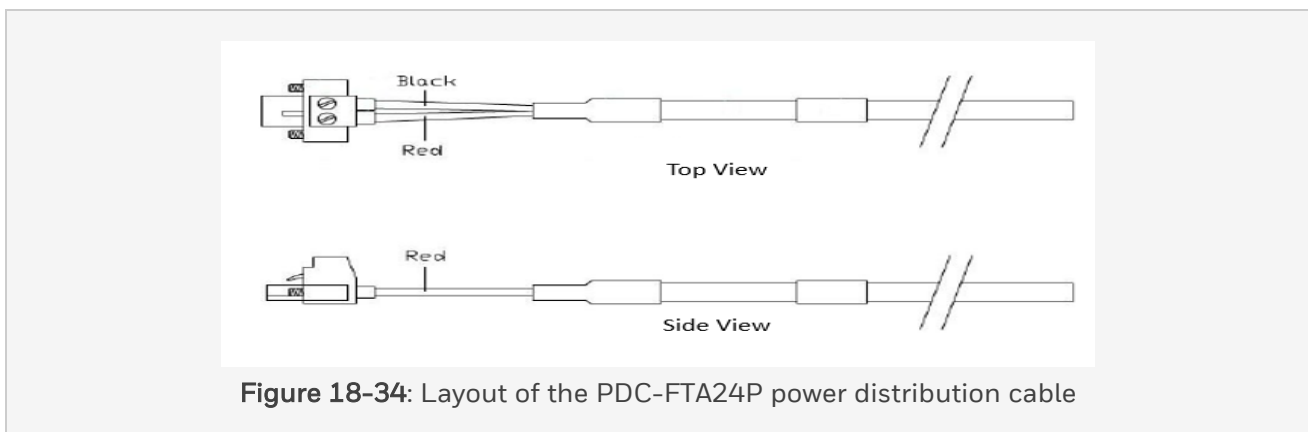 Black
Red
Top View
Red
Side View
Figure 18-34: Layout of the PDC-FTA24P power distribution cable